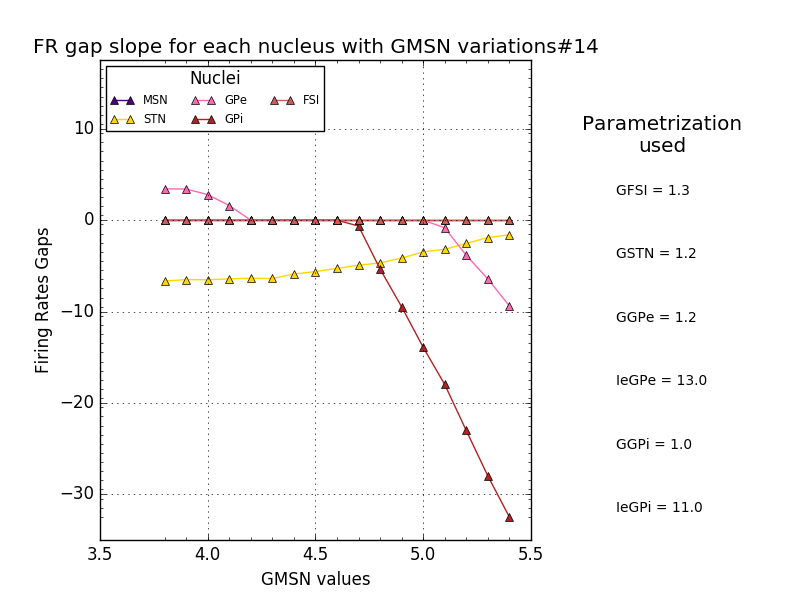 FR gap slope for each nucleus with GMSN variations#14
Nuclei
MSN GPe FSI
STN GPi
10
0
−10
−20
−30
3.5 4.0 4.5 5.0 5.5
GMSN values
Firing Rates Gaps
Parametrization
used
GFSI = 1.3
GSTN = 1.2
GGPe = 1.2
IeGPe = 13.0
GGPi = 1.0
IeGPi = 11.0